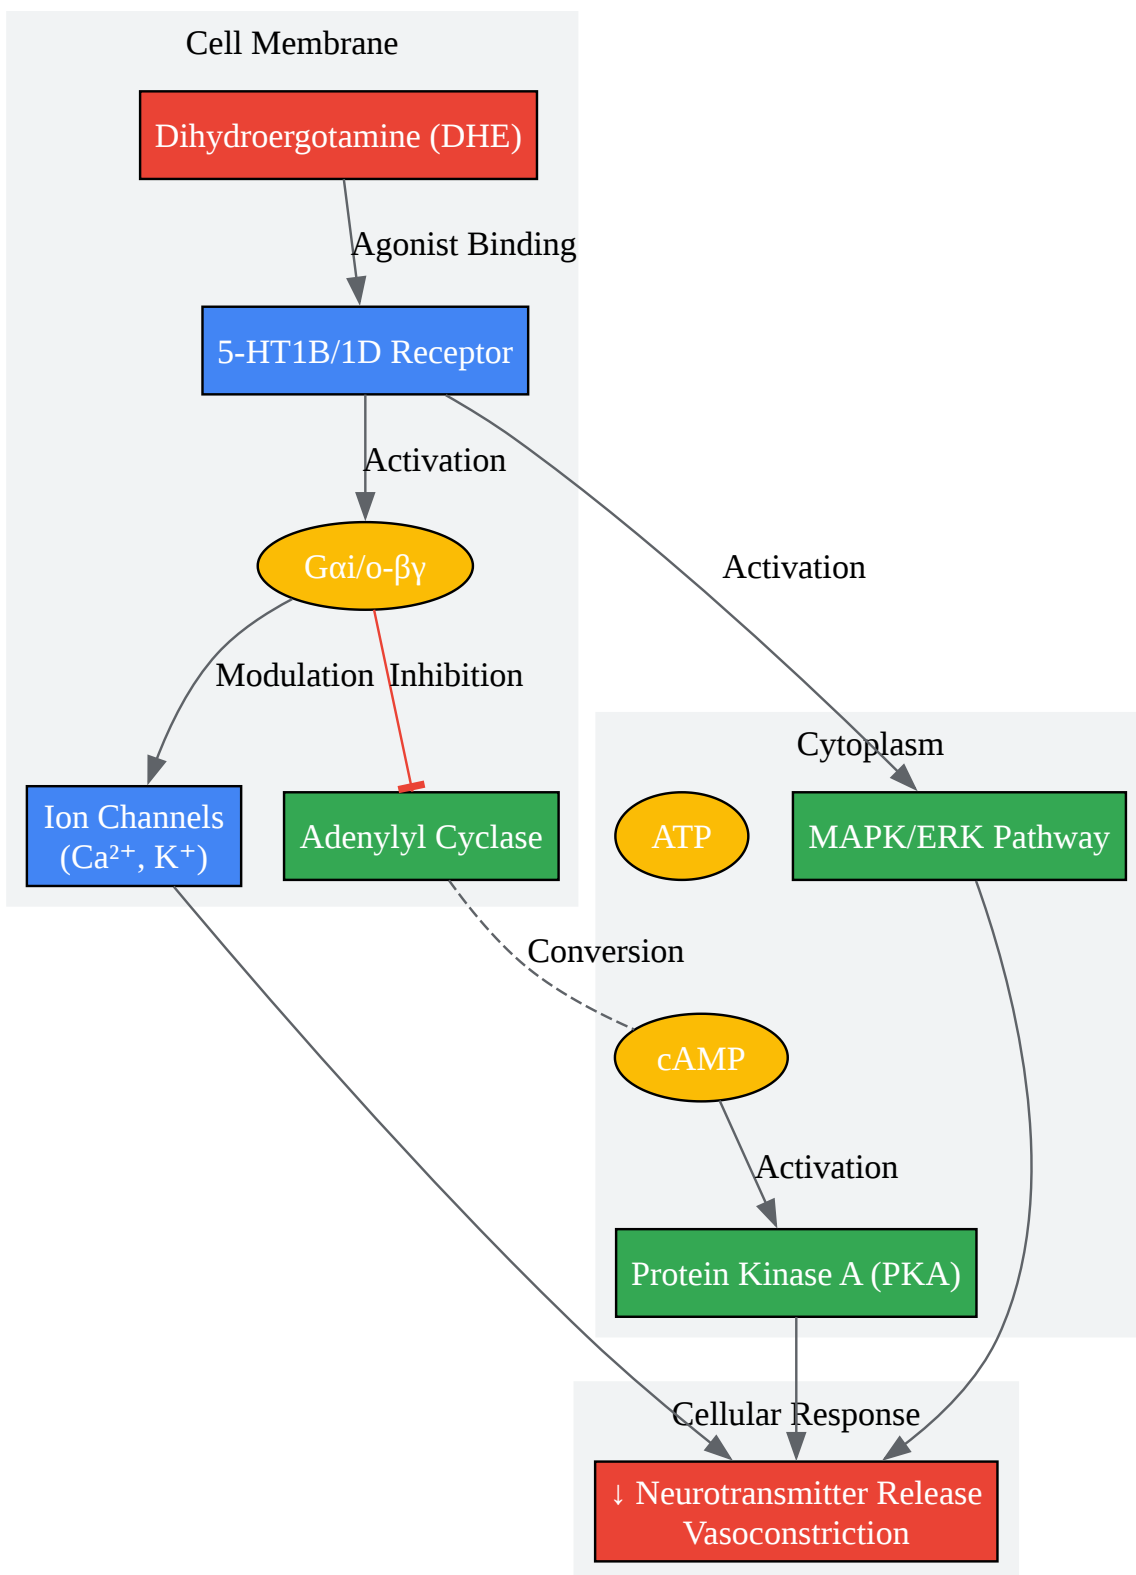 Cell Membrane
Dihydroergotamine (DHE)
Agonist Binding
5-HT1B/1D Receptor
Activation
Gαi/o-βγ
Activation
Modulation
Inhibition
Cytoplasm
Ion Channels
(Ca²⁺, K⁺)
Adenylyl Cyclase
ATP
MAPK/ERK Pathway
Conversion
cAMP
Activation
Protein Kinase A (PKA)
Cellular Response
↓ Neurotransmitter Release
Vasoconstriction